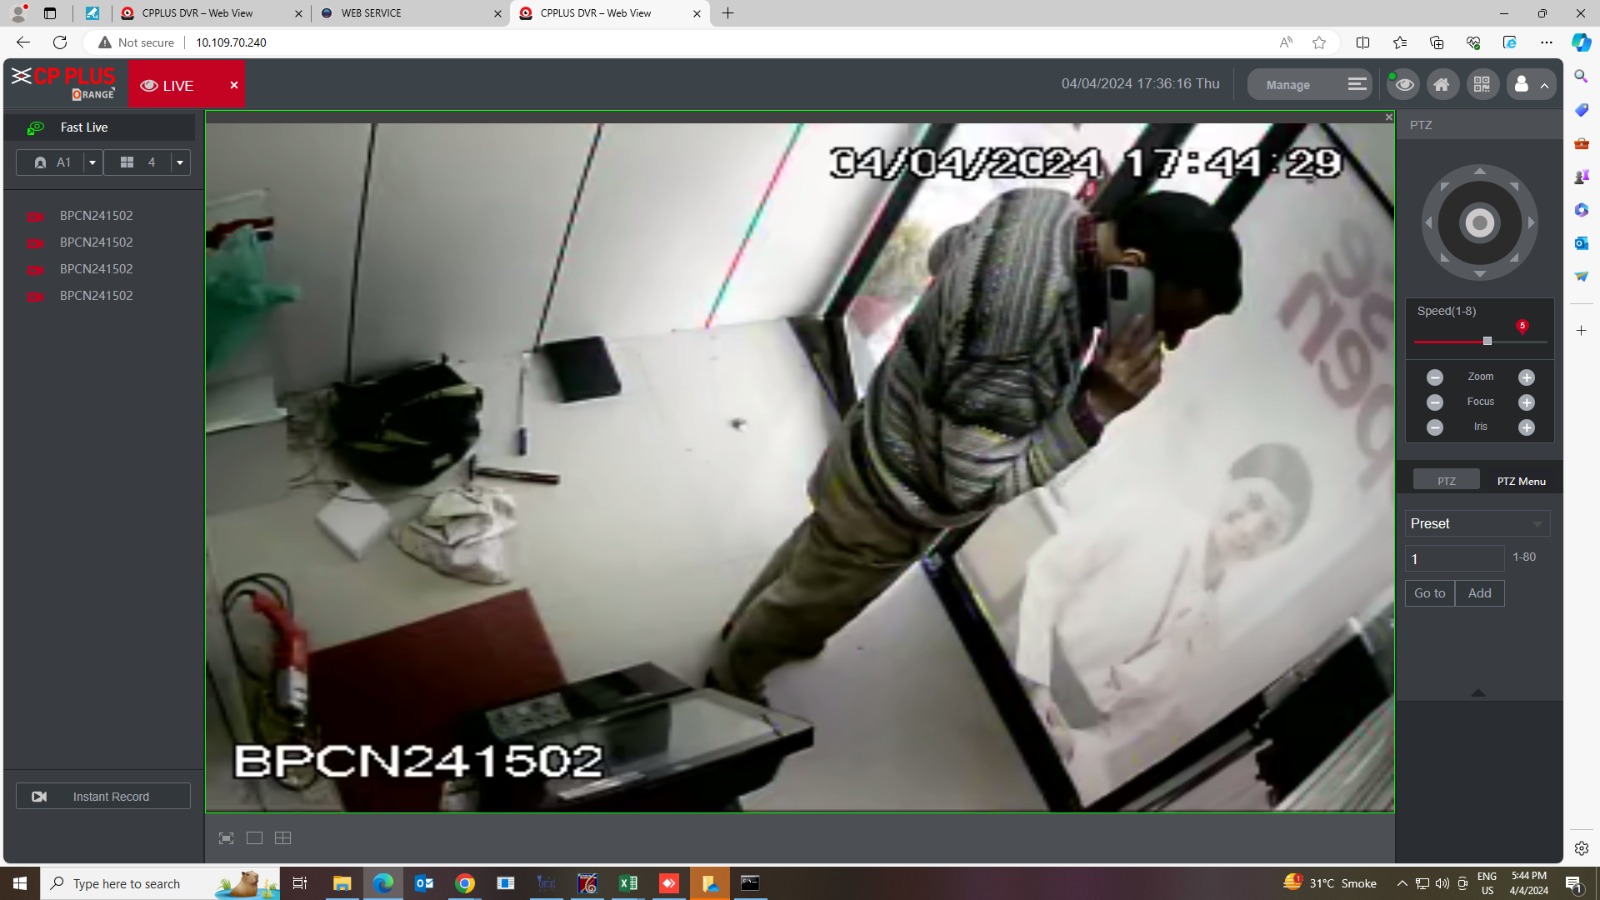 CPPLUS DVR – Web View
WEB SERVICE
CPPLUS DVR – Web View
Not secure
10.109.70.240
CP PLUS
ORANGE
LIVE
04/04/2024 17:36:16 Thu
Manage
Fast Live
A1
4
BPCN241502
BPCN241502
BPCN241502
BPCN241502
04/04/2024 17:44:29
BPCN241502
PTZ
Speed(1-8)
5
Zoom
Focus
Iris
PTZ
PTZ Menu
Preset
1
1-80
Go to
Add
Instant Record
Type here to search
31°C Smoke
ENG
US
5:44 PM
4/4/2024
1